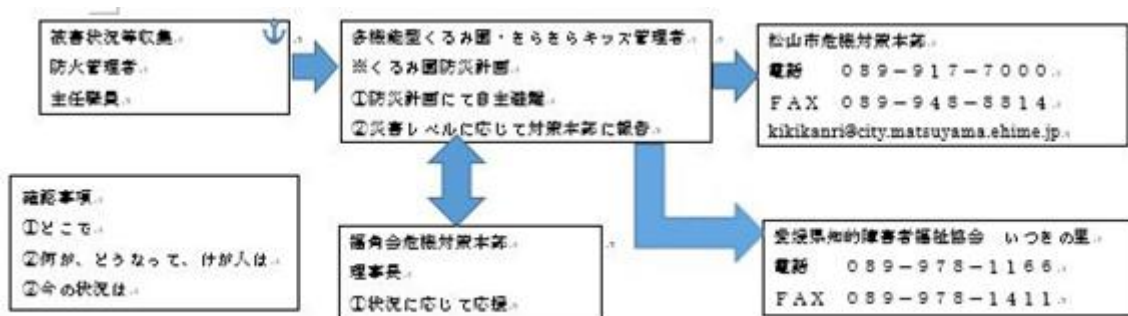 被害状況等収集
防火管理者
主任職員
多機能型くるみ園・きらきらキッズ管理者
※くるみ園防災計画
①防災計画にて自主避難
②災害レベルに応じて対策本部に報告
松山市危機対策本部
電話 089-917-7000
FAX 089-948-8814
kikikanri@city.matsuyama.ehime.jp
確認事項
①どこで
②何が、どうなって、けが人は
②今の状況は
福角会危機対策本部
理事長
①状況に応じて応援
愛媛県知的障害者福祉協会 いつきの里
電話 089-978-1166
FAX 089-978-1411